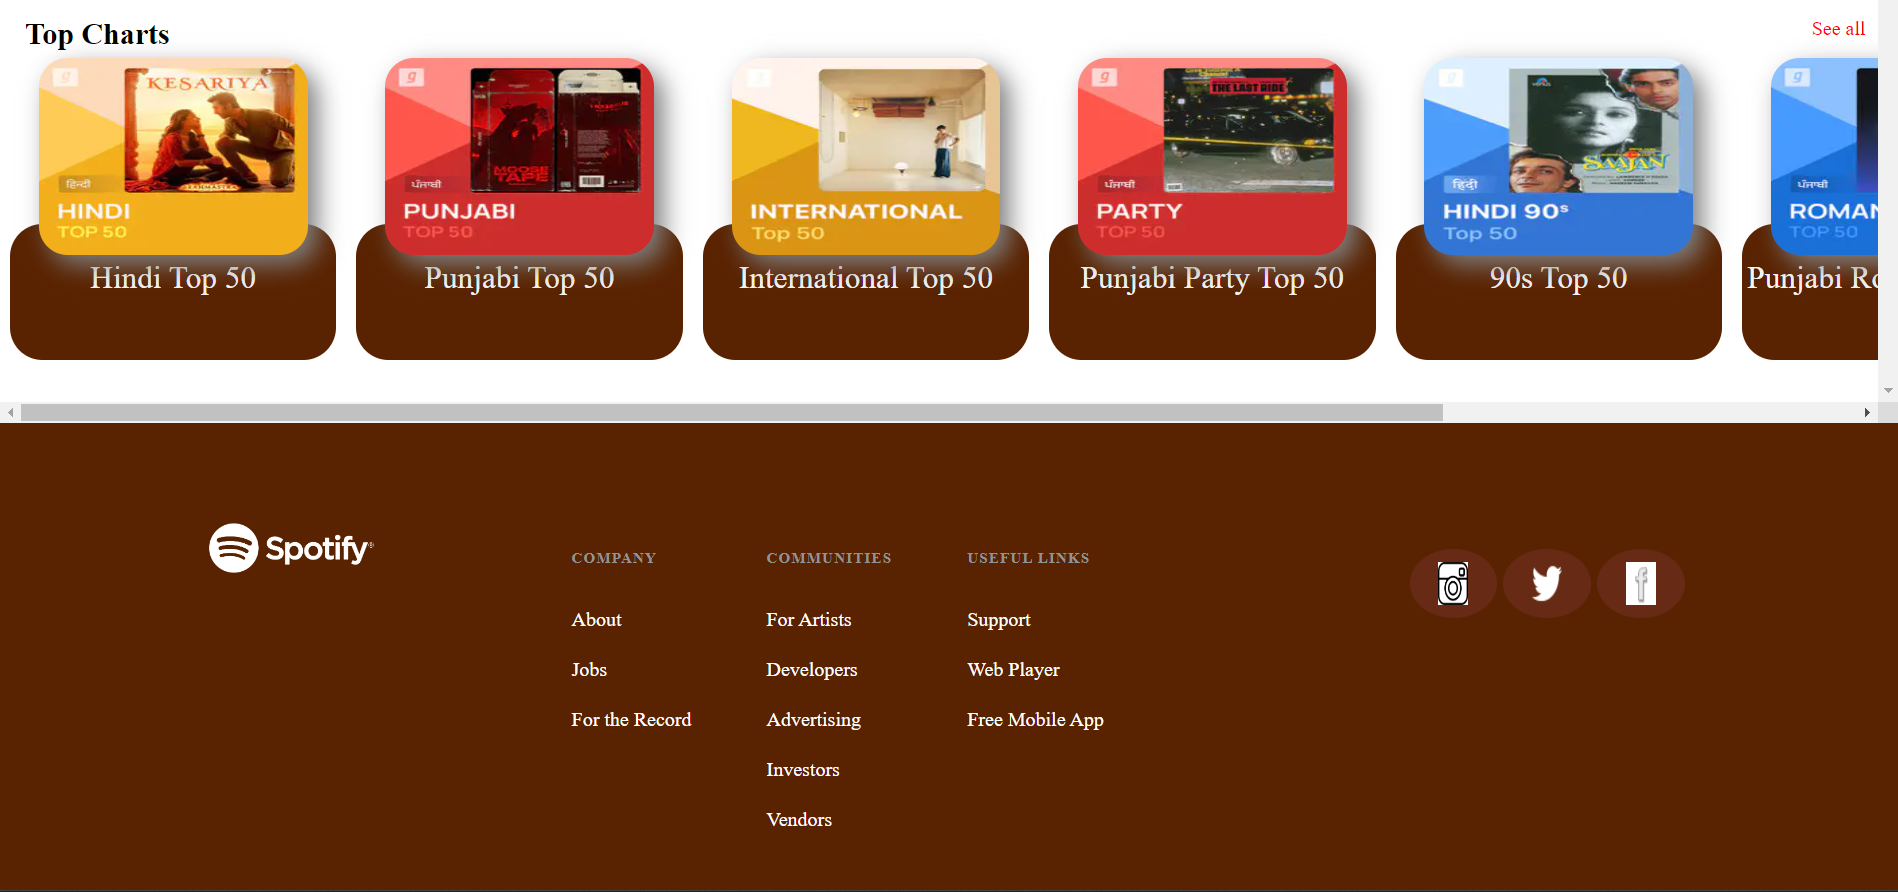 Top Charts
See all
g
KESARIYA
हिन्दी
HINDI
TOP 50
Hindi Top 50
g
MOOSE
TAPE
ਪੰਜਾਬੀ
PUNJABI
TOP 50
Punjabi Top 50
INTERNATIONAL
Top 50
International Top 50
g
THE LAST RIDE
ਪੰਜਾਬੀ
PARTY
TOP 50
Punjabi Party Top 50
VENUS
SAAJAN
हिंदी
HINDI 90s
Top 50
90s Top 50
g
ਪੰਜਾਬੀ
ROMAN
TOP 50
Punjabi Ro
Spotify
COMPANY
About
Jobs
For the Record
COMMUNITIES
For Artists
Developers
Advertising
Investors
Vendors
USEFUL LINKS
Support
Web Player
Free Mobile App